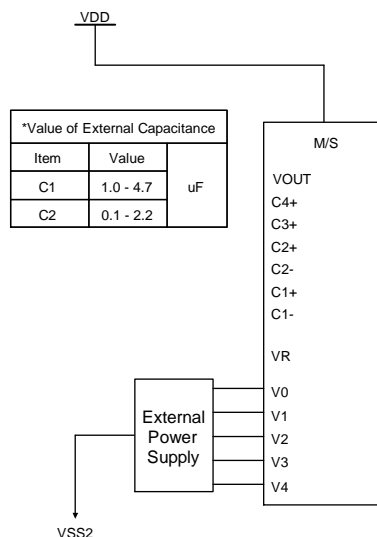 VDD
*Value of External Capacitance
Item Value
C1 1.0 - 4.7 uF
C2 0.1 - 2.2
M/S
VOUT
C4+
C3+
C2+
C2-
C1+
C1-
VR
V0
V1
V2
V3
V4
External
Power
Supply
VSS2